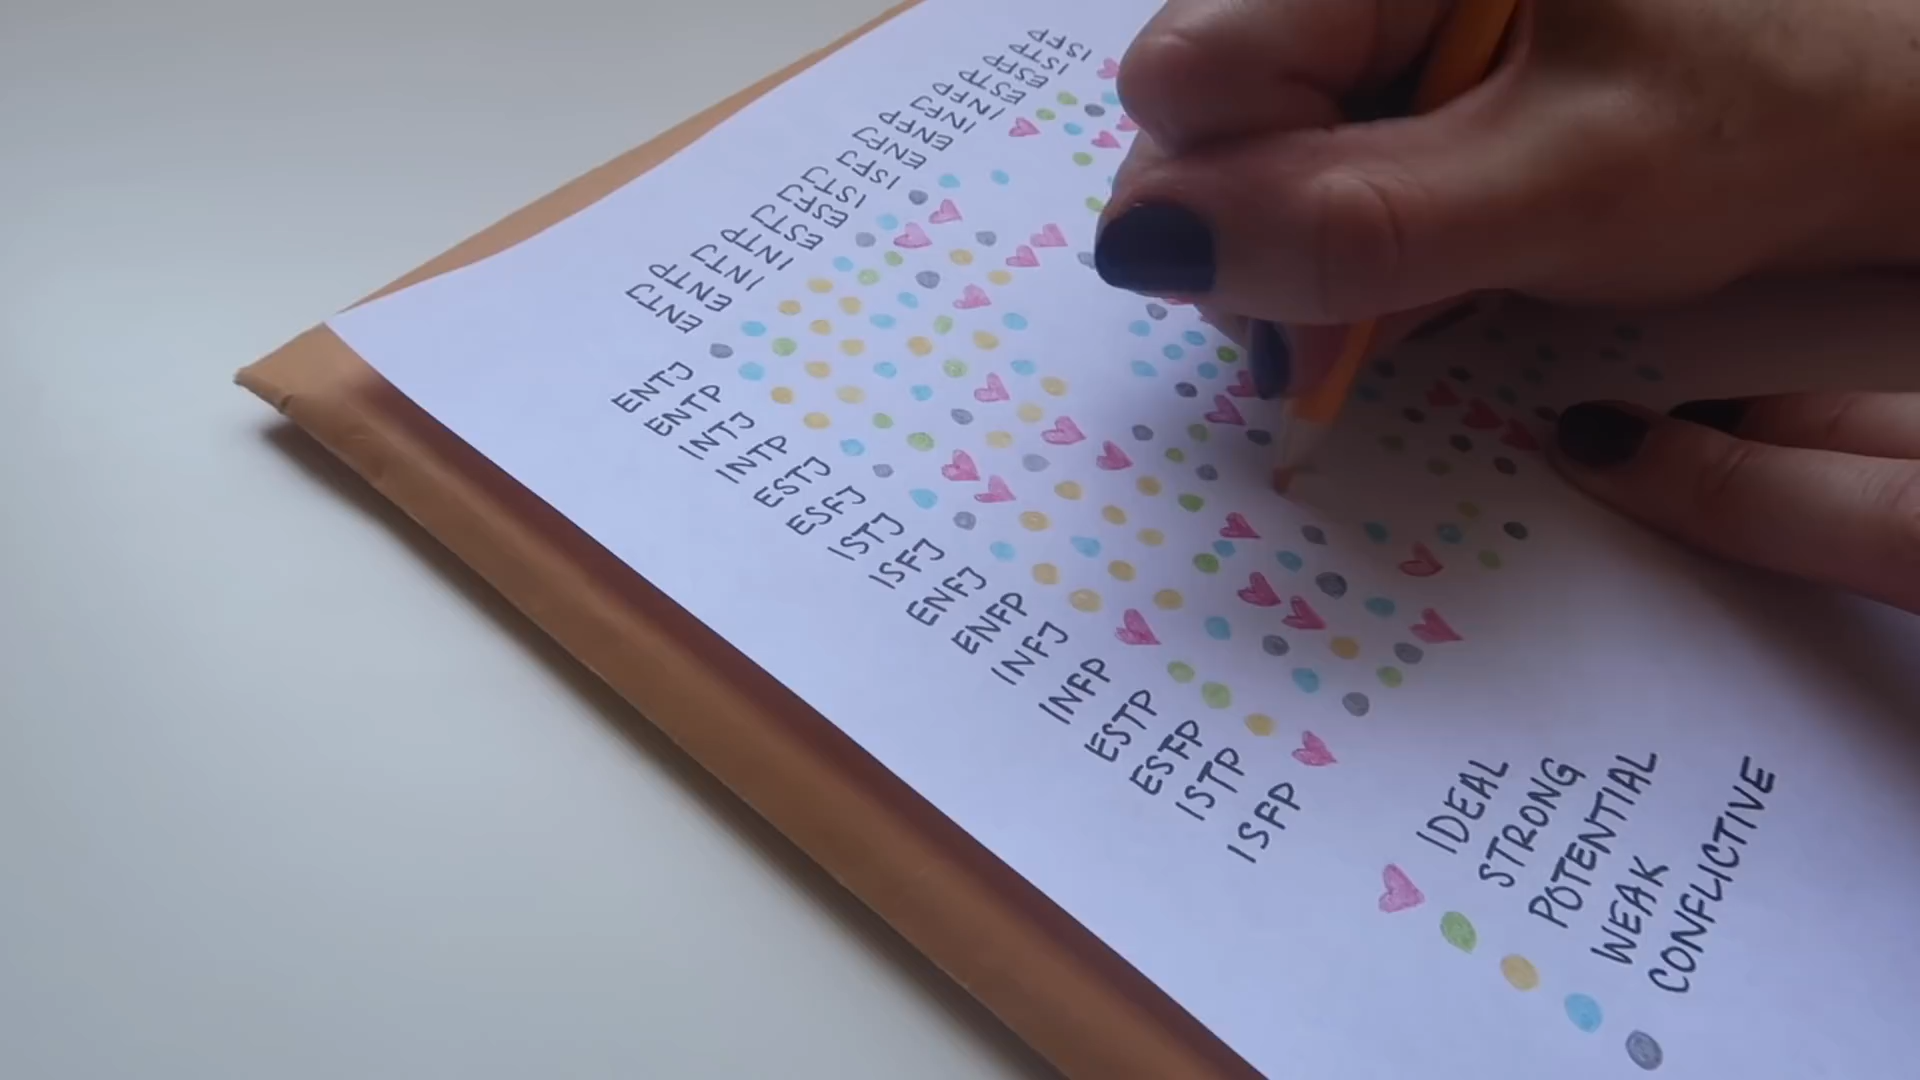 ISFP
ISTP
ESFP
ESTP
INFP
INFJ
ENFP
ENFJ
ISFJ
ISTJ
ESFJ
ESTJ
INTP
INTJ
ENTP
ENTJ
ENTJ
ENTP
INTJ
INTP
ESTJ
ESFJ
ISTJ
ISFJ
ENFJ
ENFP
INFJ
INFP
ESTP
ESFP
ISTP
ISFP
IDEAL
STRONG
POTENTIAL
WEAK
CONFLICTIVE